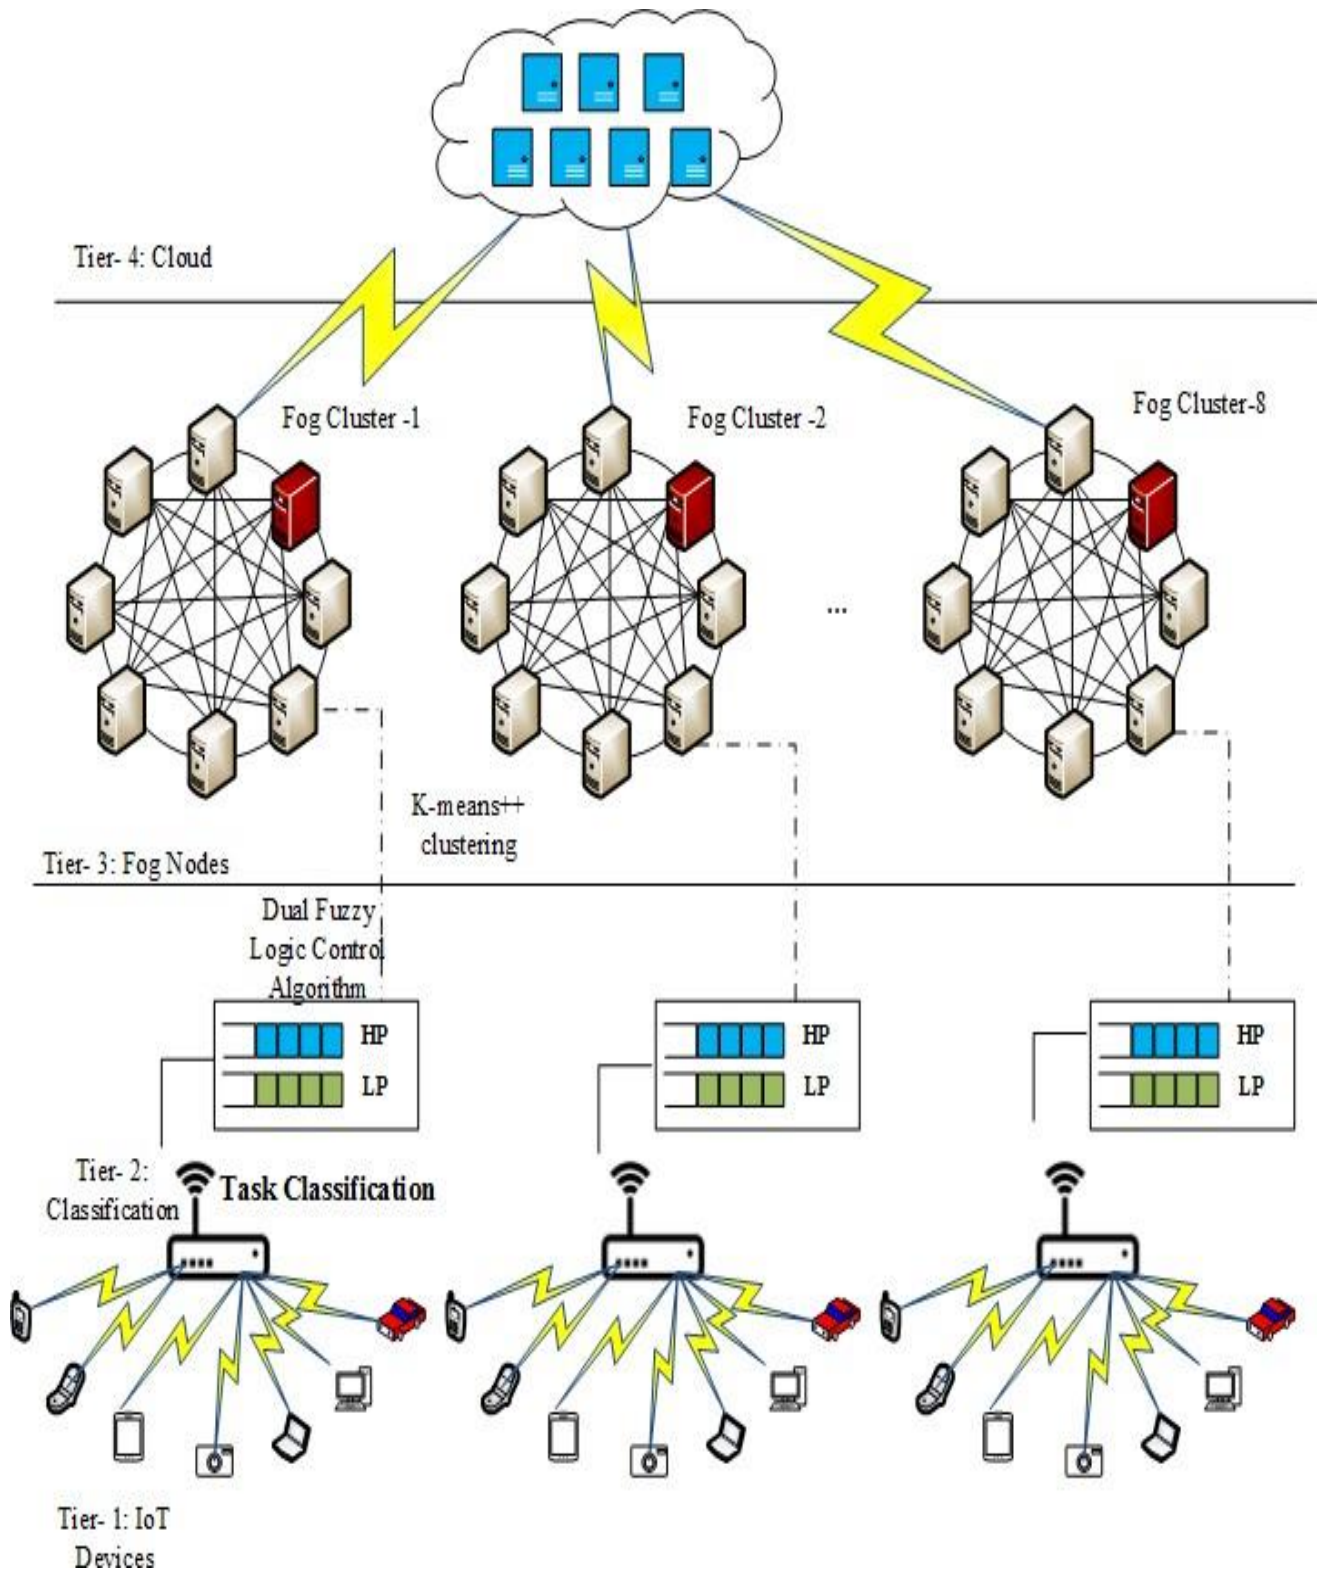 Tier- 4: Cloud
Fog Cluster -1
Fog Cluster -2
Fog Cluster-8
...
K-means++
clustering
Tier- 3: Fog Nodes
Dual Fuzzy
Logic Control
Algorithm
HP
LP
HP
LP
HP
LP
Tier- 2:
Classification
Task Classification
Tier- 1: IoT
Devices